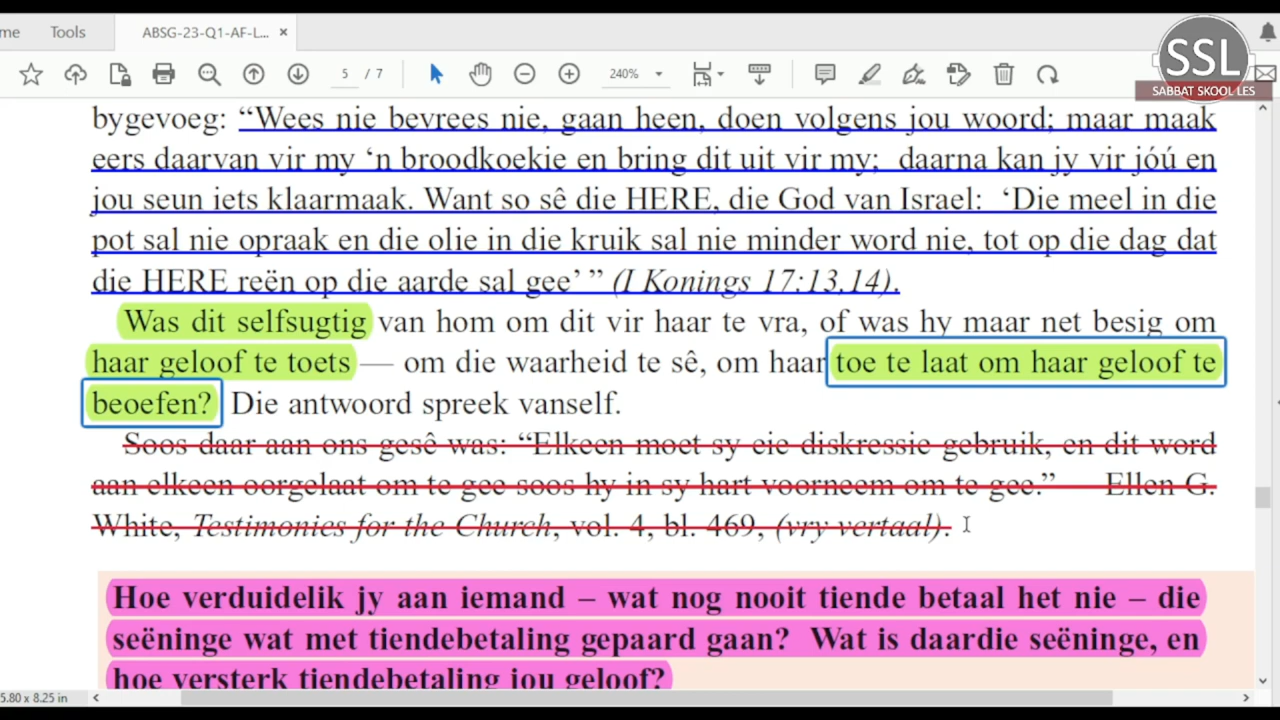 me Tools ABSG-23-Q1-AF-L... ×
SSL
SABBAT SKOOL LES
5 / 7 240%
bygevoeg: “Wees nie bevrees nie, gaan heen, doen volgens jou woord; maar maak
eers daarvan vir my ‘n broodkoekie en bring dit uit vir my; daarna kan jy vir jóú en
jou seun iets klaarmaak. Want so sê die HERE, die God van Israel: ‘Die meel in die
pot sal nie opraak en die olie in die kruik sal nie minder word nie, tot op die dag dat
die HERE reën op die aarde sal gee’ ” (I Konings 17:13,14).
Was dit selfsugtig van hom om dit vir haar te vra, of was hy maar net besig om
haar geloof te toets — om die waarheid te sê, om haar toe te laat om haar geloof te
beoefen? Die antwoord spreek vanself.
Soos daar aan ons gesê was: “Elkeen moet sy eie diskressie gebruik, en dit word
aan elkeen oorgelaat om te gee soos hy in sy hart voorneem om te gee.” Ellen G.
White, Testimonies for the Church, vol. 4, bl. 469, (vry vertaal).
Hoe verduidelik jy aan iemand – wat nog nooit tiende betaal het nie – die
seëninge wat met tiendebetaling gepaard gaan? Wat is daardie seëninge, en
hoe versterk tiendebetaling jou geloof?
5.80 x 8.25 in